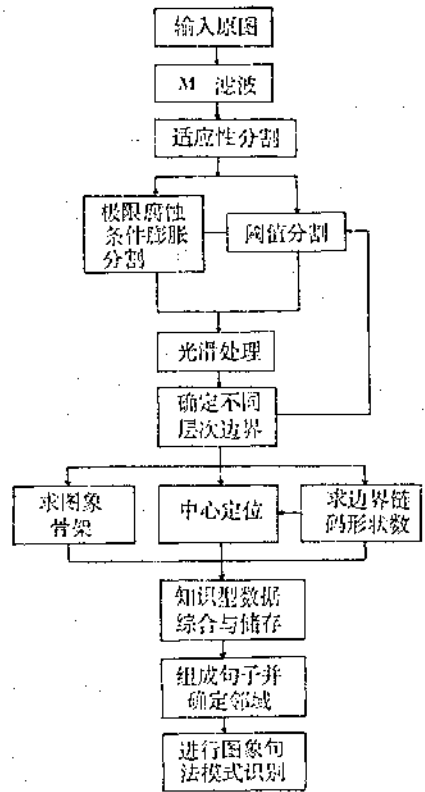 输入原图
M 滤波
适应性分割
极限腐蚀
条件膨胀
分割
阈值分割
光滑处理
确定不同
层次边界
求图象
骨架
中心定位
求边界链
码形状数
知识型数据
综合与储存
组成句子并
确定邻域
进行图象句
法模式识别